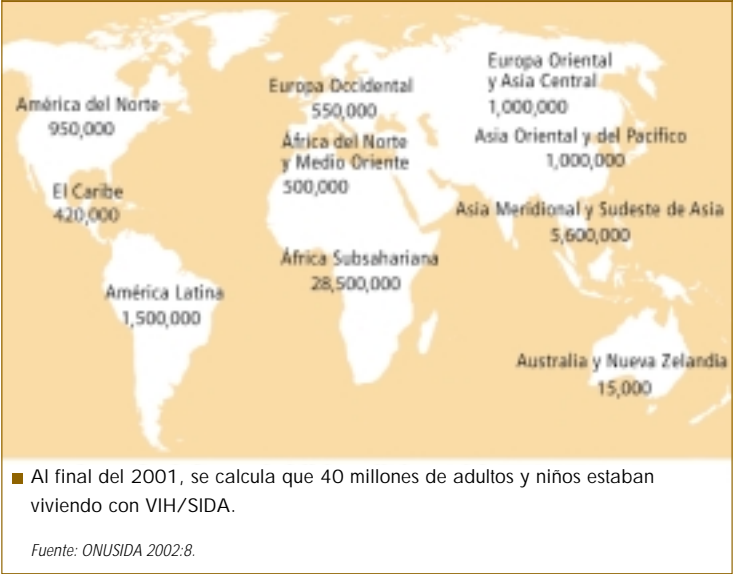 América del Norte
950,000
El Caribe
420,000
América Latina
1,500,000
Europa Occidental
550,000
África del Norte
y Medio Oriente
500,000
África Subsahariana
28,500,000
Europa Oriental
y Asia Central
1,000,000
Asia Oriental y del Pacífico
1,000,000
Asia Meridional y Sudeste de Asia
5,600,000
Australia y Nueva Zelandia
15,000
Al final del 2001, se calcula que 40 millones de adultos y niños estaban
viviendo con VIH/SIDA.
Fuente: ONUSIDA 2002:8.